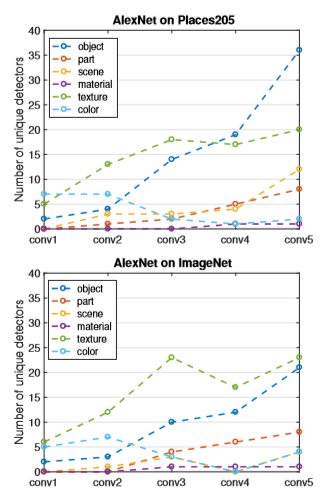 AlexNet on Places205
Number of unique detectors
40
35
30
25
20
15
10
5
0
object
part
scene
material
texture
color
conv1 conv2 conv3 conv4 conv5
AlexNet on ImageNet
Number of unique detectors
40
35
30
25
20
15
10
5
0
object
part
scene
material
texture
color
conv1 conv2 conv3 conv4 conv5